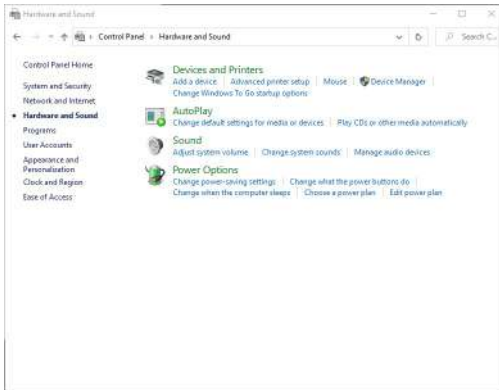 Hardware and Sound
Control Panel › Hardware and Sound
Search C...
Control Panel Home
System and Security
Network and Internet
Hardware and Sound
Programs
User Accounts
Appearance and
Personalization
Clock and Region
Ease of Access
Devices and Printers
Add a device | Advanced printer setup | Mouse | Device Manager
Change Windows To Go startup options
AutoPlay
Change default settings for media or devices | Play CDs or other media automatically
Sound
Adjust system volume | Change system sounds | Manage audio devices
Power Options
Change power-saving settings | Change what the power buttons do
Change when the computer sleeps | Choose a power plan | Edit power plan